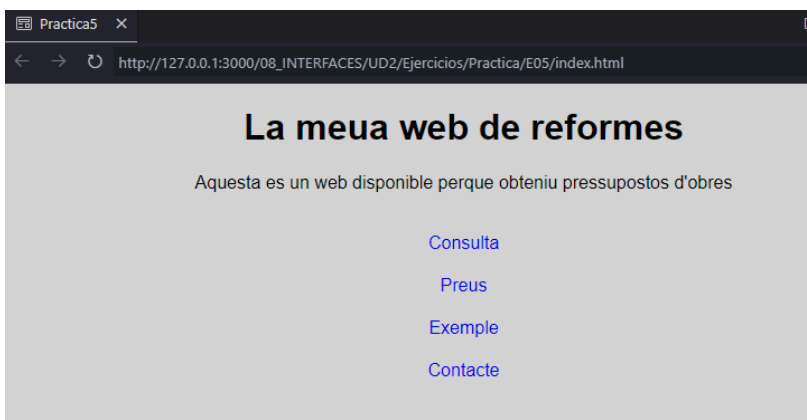 Practica5
http://127.0.0.1:3000/08_INTERFACES/UD2/Ejercicios/Practica/E05/index.html
La meua web de reformes
Aquesta es un web disponible perque obteniu pressupostos d'obres
Consulta
Preus
Exemple
Contacte